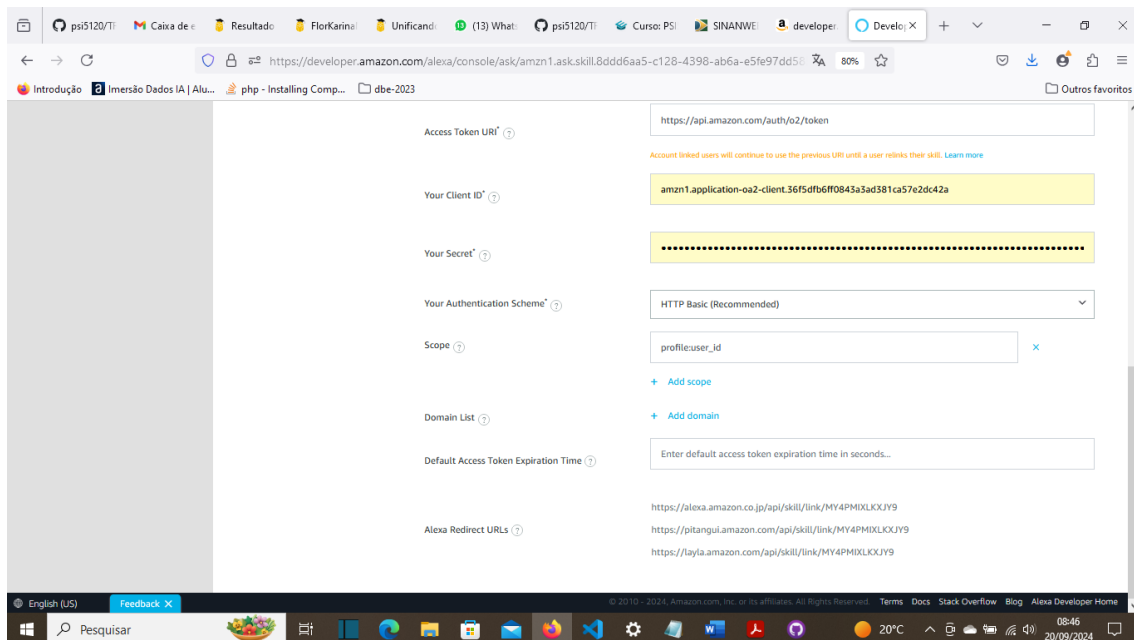 psi5120/TF
Caixa de e
Resultado
FlorKarina
Unificando
(13) Whats
psi5120/TF
Curso: PSI
SINANWE
developer
Develop
https://developer.amazon.com/alexa/console/ask/amzn1.ask.skill.8ddd6aa5-c128-4398-ab6a-e5fe97dd58
80%
Introdução
Imersão Dados IA | Alu...
php - Installing Comp...
dbe-2023
Outros favoritos
Access Token URI*
https://api.amazon.com/auth/o2/token
Account linked users will continue to use the previous URI until a user relinks their skill. Learn more
Your Client ID*
amzn1.application-oa2-client.36f5dfb6ff0843a3ad381ca57e2dc42a
Your Secret*
Your Authentication Scheme*
HTTP Basic (Recommended)
Scope
profile:user_id
+ Add scope
Domain List
+ Add domain
Default Access Token Expiration Time
Enter default access token expiration time in seconds...
Alexa Redirect URLs
https://alexa.amazon.co.jp/api/skill/link/MY4PMIXLKXJY9
https://pitangui.amazon.com/api/skill/link/MY4PMIXLKXJY9
https://layla.amazon.com/api/skill/link/MY4PMIXLKXJY9
English (US)
Feedback
© 2010 - 2024, Amazon.com, Inc. or its affiliates. All Rights Reserved.
Terms Docs Stack Overflow Blog Alexa Developer Home
Pesquisar
20°C
08:46
20/09/2024